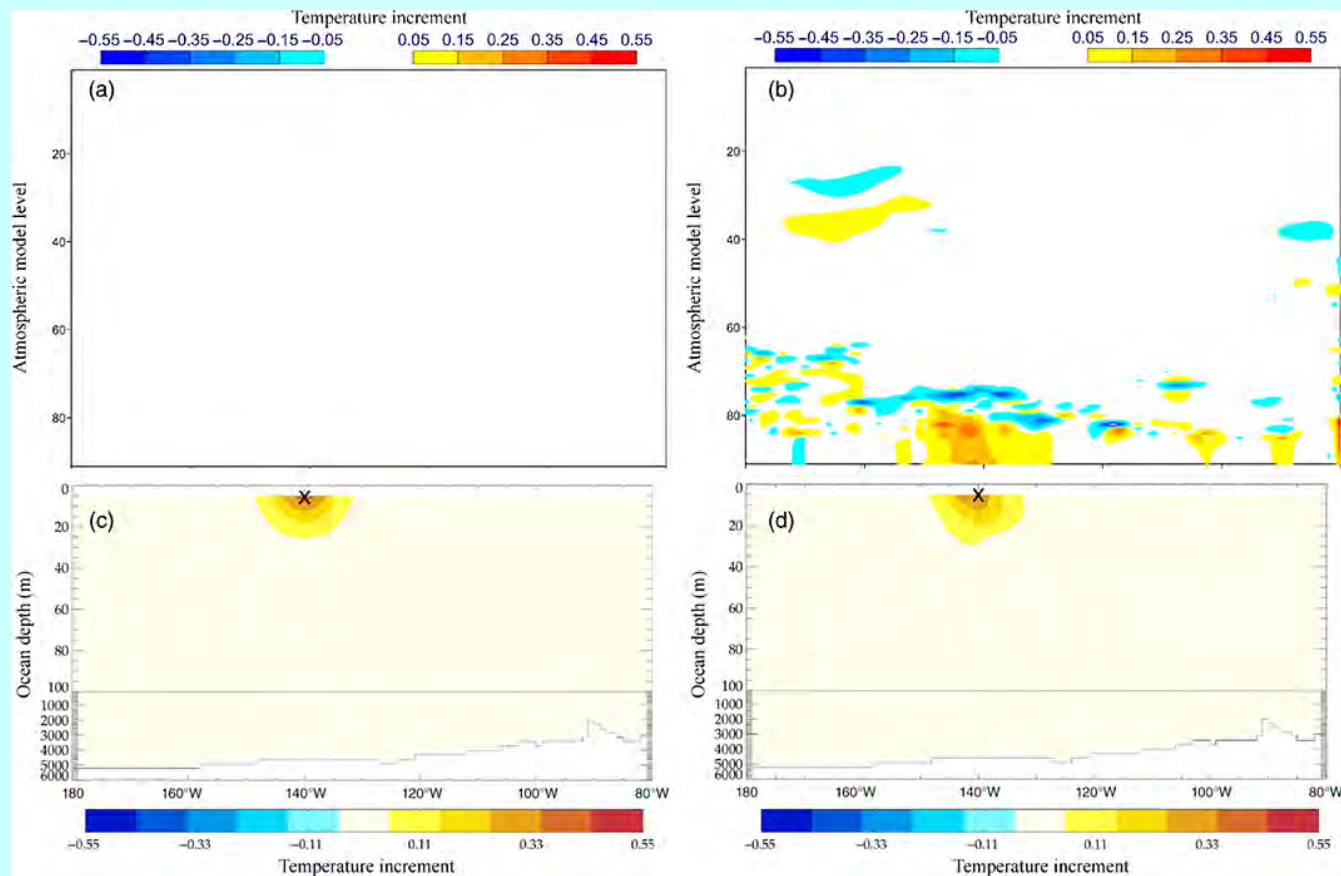 Temperature increment
−0.55 −0.45 −0.35 −0.25 −0.15 −0.05 0.05 0.15 0.25 0.35 0.45 0.55
(a)
20
40
60
80
Atmospheric model level
Temperature increment
−0.55 −0.45 −0.35 −0.25 −0.15 −0.05 0.05 0.15 0.25 0.35 0.45 0.55
(b)
20
40
60
80
Atmospheric model level
0
X
(c)
20
40
60
80
100
1000
2000
3000
4000
5000
6000
Ocean depth (m)
180 160°W 140°W 120°W 100°W 80°W
−0.55 −0.33 −0.11 0.11 0.33 0.55
Temperature increment
0
X
(d)
20
40
60
80
100
1000
2000
3000
4000
5000
6000
Ocean depth (m)
180 160°W 140°W 120°W 100°W 80°W
−0.55 −0.33 −0.11 0.11 0.33 0.55
Temperature increment